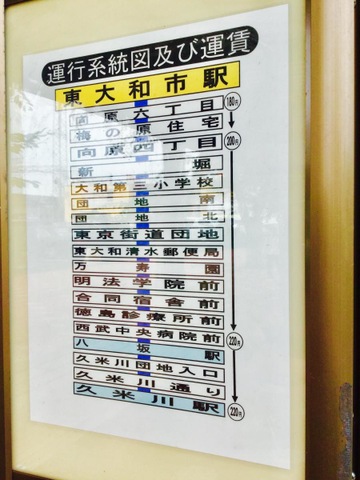 運行系統図及び運賃
東大和市駅
向原六丁目
180円
梅の原住宅
向原四丁目
200円
新堀
大和第三小学校
団地南
団地北
東京街道団地
東大和清水郵便局
万寿園
明法学院前
合同宿舎前
徳島診療所前
西武中央病院前
八坂駅
220円
久米川団地入口
久米川通り
久米川駅
220円